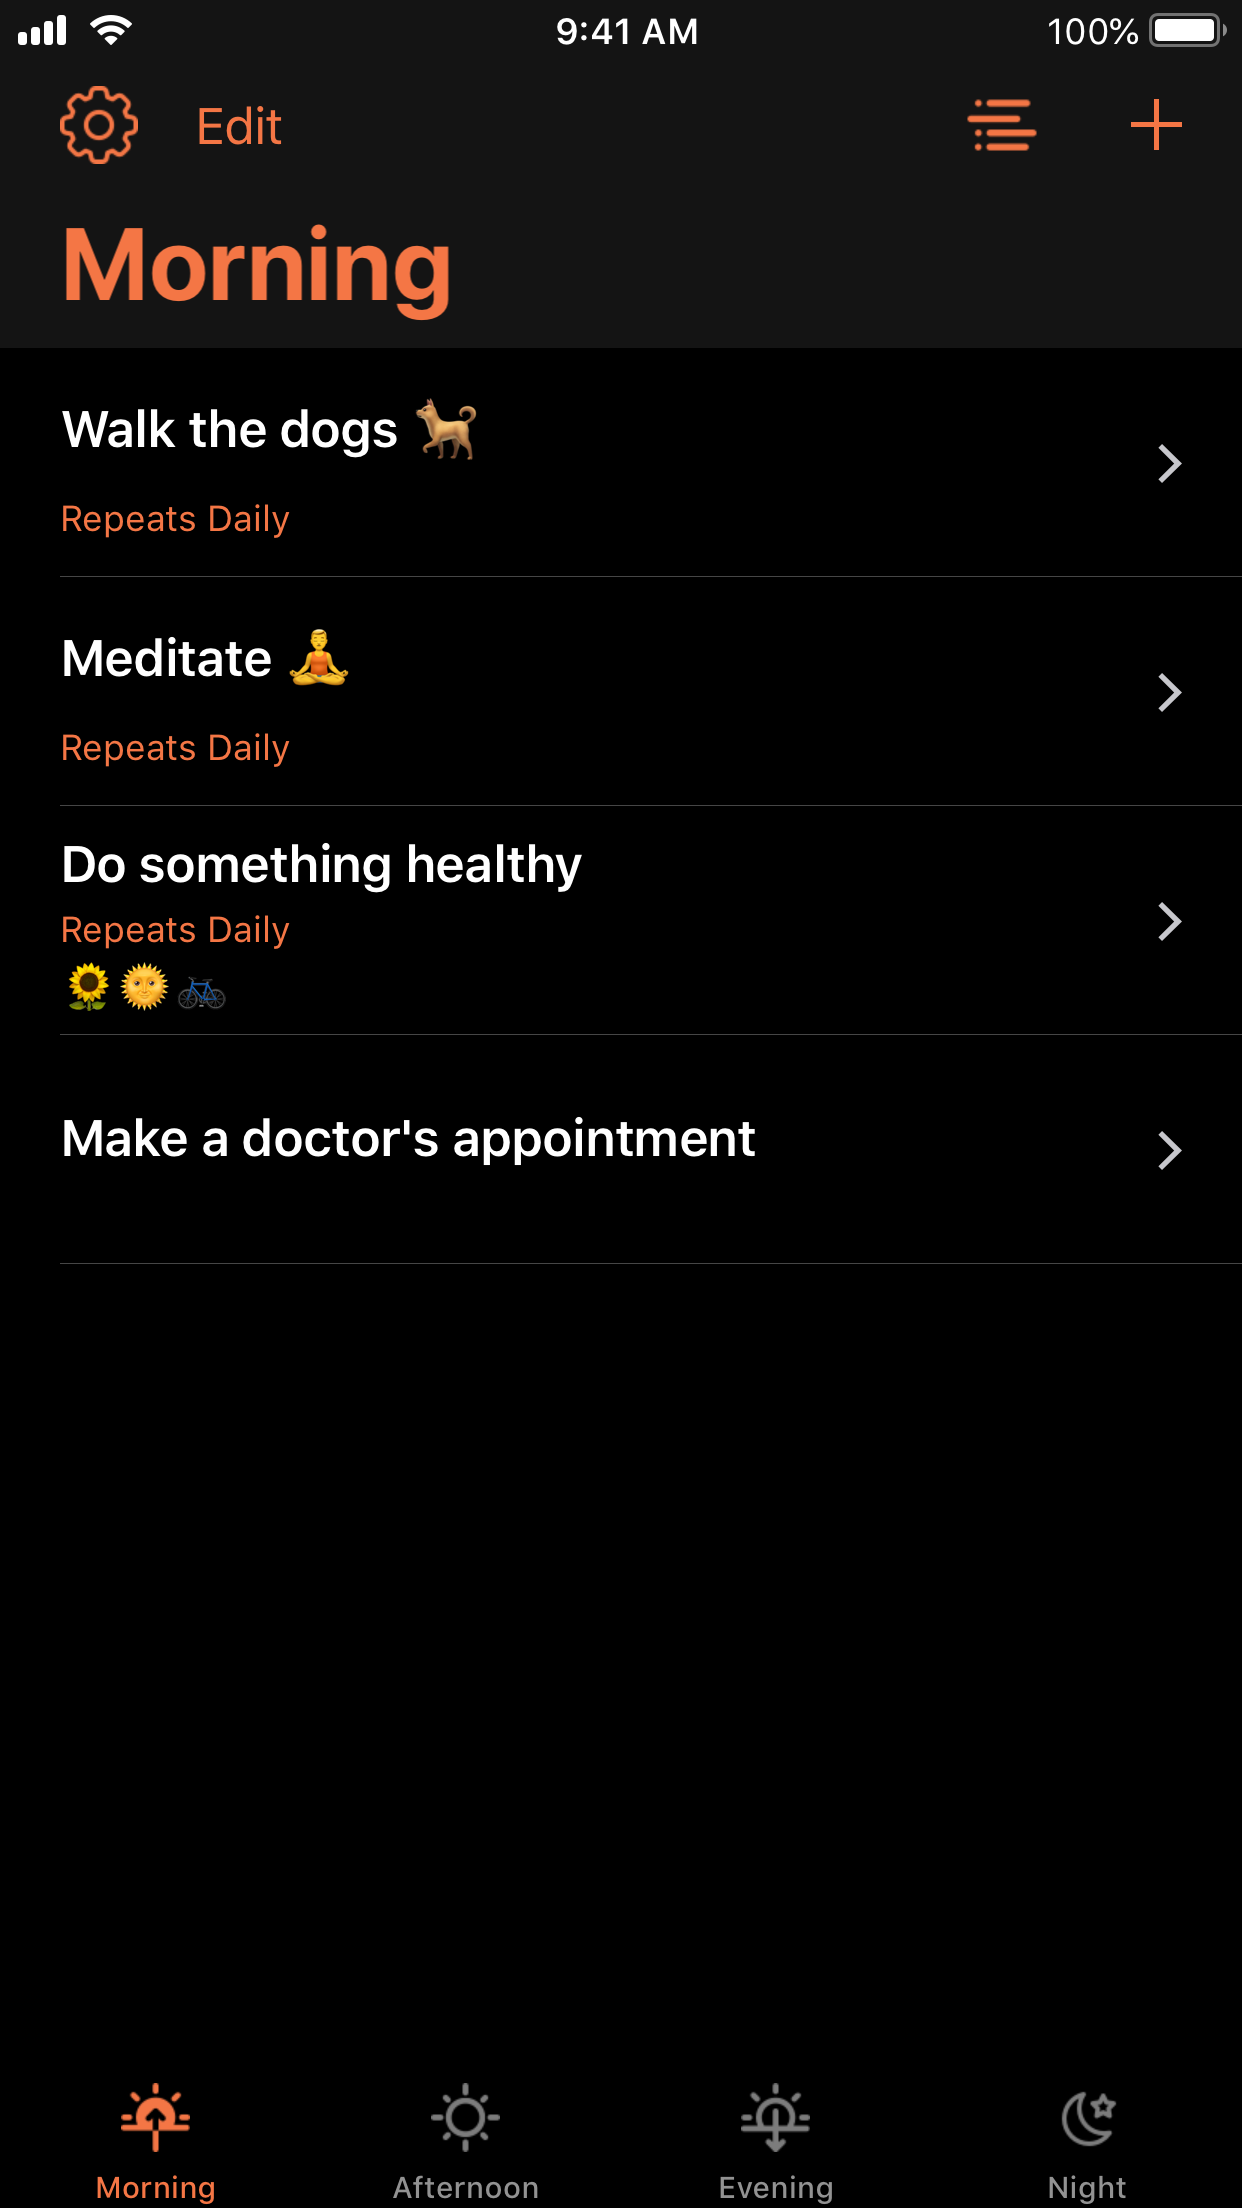 9:41 AM
100%
Edit
Morning
Walk the dogs 🐕
Repeats Daily
Meditate 🧘‍♂️
Repeats Daily
Do something healthy
Repeats Daily
🌻🌞🚲
Make a doctor's appointment
Morning
Afternoon
Evening
Night